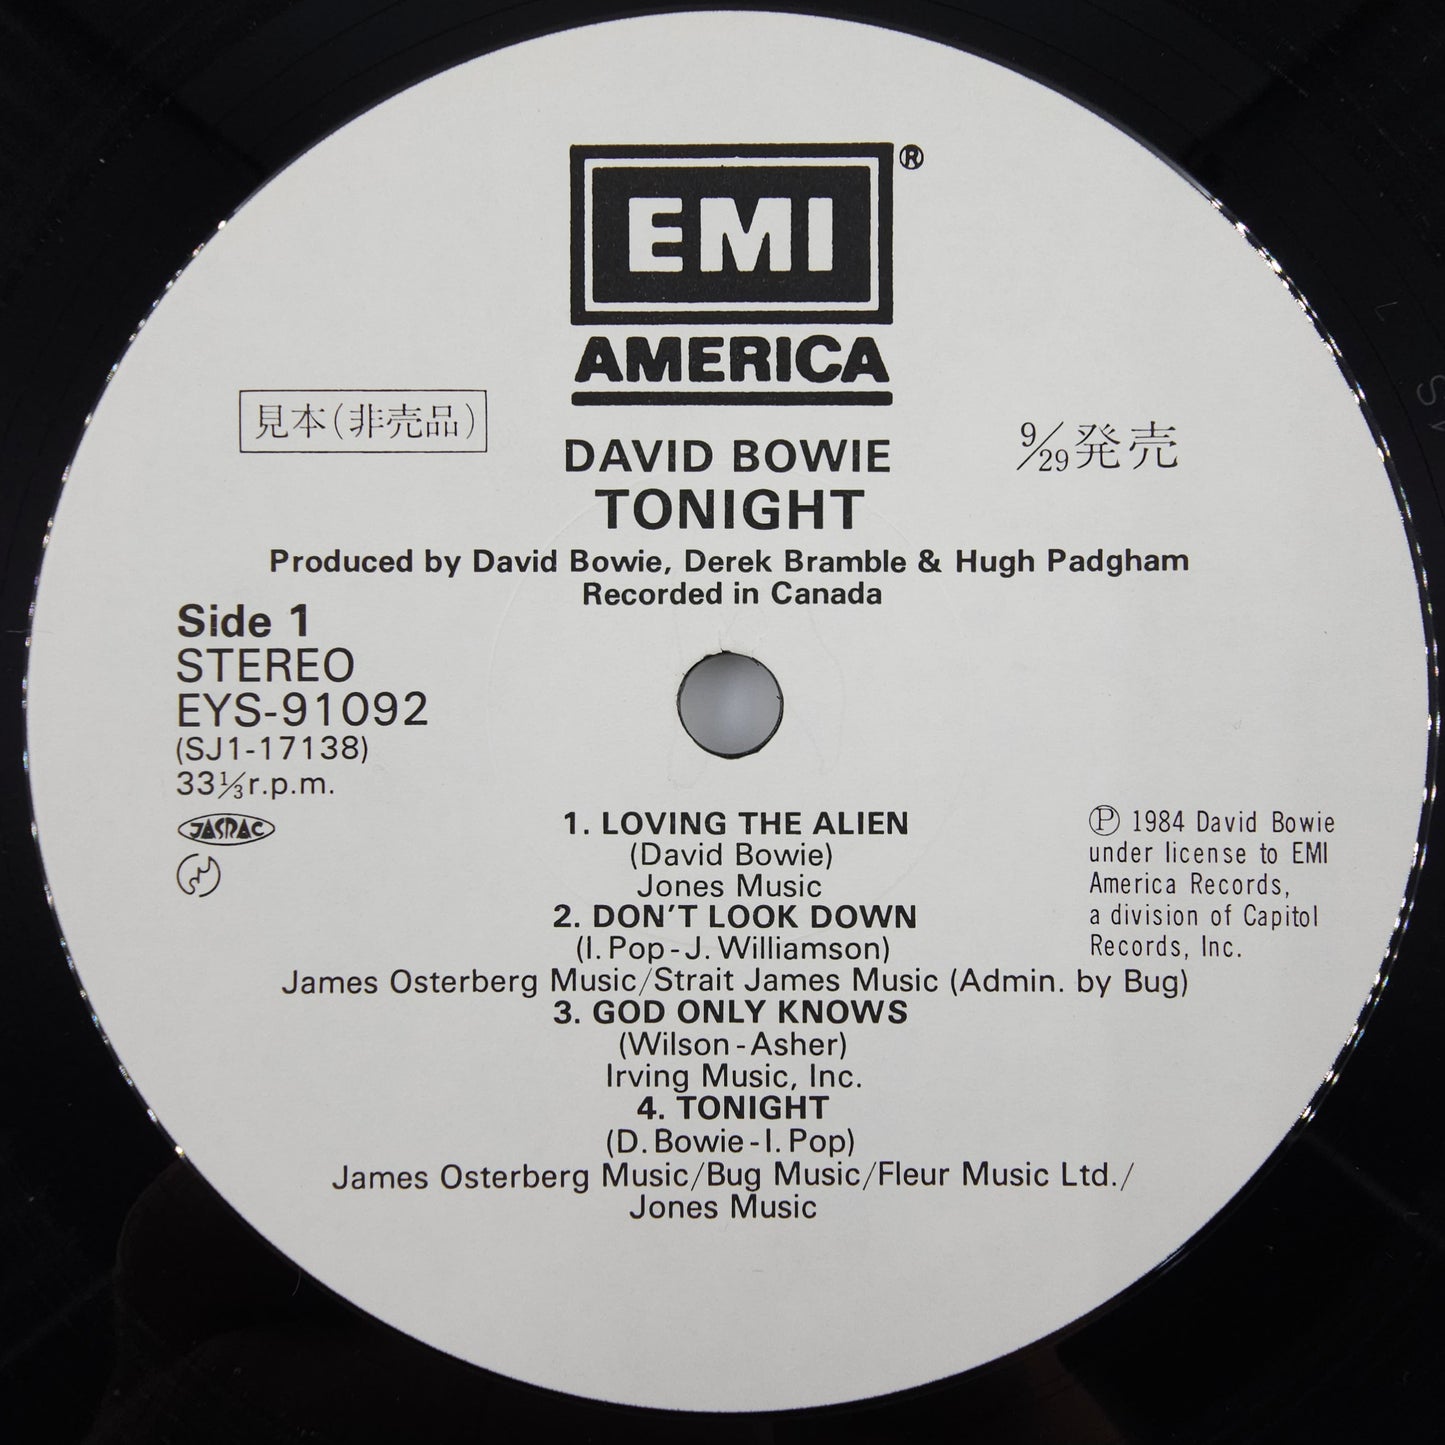 EMI®
AMERICA
見本(非売品)
9/29発売
DAVID BOWIE
TONIGHT
Produced by David Bowie, Derek Bramble & Hugh Padgham
Recorded in Canada
Side 1
STEREO
EYS-91092
(SJ1-17138)
33⅓r.p.m.
JASRAC
1. LOVING THE ALIEN
(David Bowie)
Jones Music
2. DON'T LOOK DOWN
(I. Pop-J. Williamson)
James Osterberg Music/Strait James Music (Admin. by Bug)
3. GOD ONLY KNOWS
(Wilson-Asher)
Irving Music, Inc.
4. TONIGHT
(D. Bowie-I. Pop)
James Osterberg Music/Bug Music/Fleur Music Ltd./
Jones Music
Ⓟ 1984 David Bowie
under license to EMI
America Records,
a division of Capitol
Records, Inc.